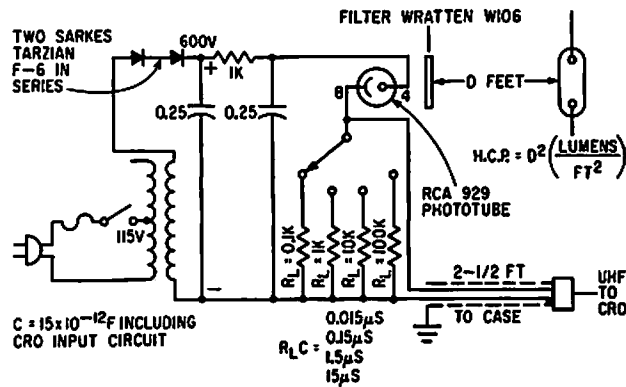 TWO SARKES
TARZIAN
F-6 IN
SERIES
600V
+
1K
0.25
0.25
115V
−
8
4
FILTER WRATTEN W106
D FEET
H.C.P. = D² (LUMENS / FT²)
RCA 929
PHOTOTUBE
R_L = 0.1K
R_L = 1K
R_L = 10K
R_L = 100K
2-1/2 FT
TO CASE
UHF
TO
CRO
C = 15 x 10⁻¹²F INCLUDING
CRO INPUT CIRCUIT
R_L C =
0.015µS
0.15µS
1.5µS
15µS